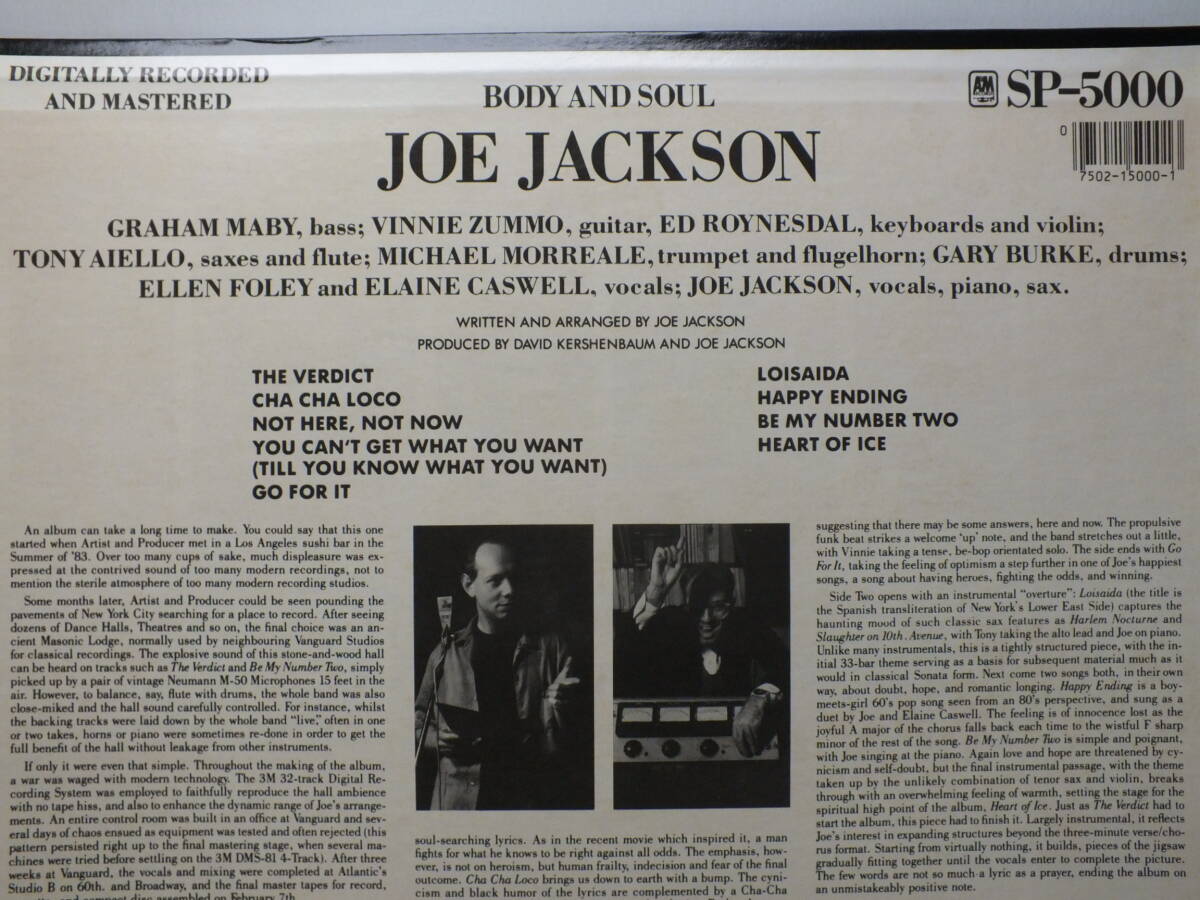 DIGITALLY RECORDED
AND MASTERED
BODY AND SOUL
JOE JACKSON
A&M RECORDS
SP-5000
0
7502-15000-1
GRAHAM MABY, bass; VINNIE ZUMMO, guitar, ED ROYNESDAL, keyboards and violin;
TONY AIELLO, saxes and flute; MICHAEL MORREALE, trumpet and flugelhorn; GARY BURKE, drums;
ELLEN FOLEY and ELAINE CASWELL, vocals; JOE JACKSON, vocals, piano, sax.
WRITTEN AND ARRANGED BY JOE JACKSON
PRODUCED BY DAVID KERSHENBAUM AND JOE JACKSON
THE VERDICT
CHA CHA LOCO
NOT HERE, NOT NOW
YOU CAN'T GET WHAT YOU WANT
(TILL YOU KNOW WHAT YOU WANT)
GO FOR IT
LOISAIDA
HAPPY ENDING
BE MY NUMBER TWO
HEART OF ICE
An album can take a long time to make. You could say that this one
started when Artist and Producer met in a Los Angeles sushi bar in the
Summer of '83. Over too many cups of sake, much displeasure was ex-
pressed at the contrived sound of too many modern recordings, not to
mention the sterile atmosphere of too many modern recording studios.
Some months later, Artist and Producer could be seen pounding the
pavements of New York City searching for a place to record. After seeing
dozens of Dance Halls, Theatres and so on, the final choice was an an-
cient Masonic Lodge, normally used by neighbouring Vanguard Studios
for classical recordings. The explosive sound of this stone-and-wood hall
can be heard on tracks such as The Verdict and Be My Number Two, simply
picked up by a pair of vintage Neumann M-50 Microphones 15 feet in the
air. However, to balance, say, flute with drums, the whole band was also
close-miked and the hall sound carefully controlled. For instance, whilst
the backing tracks were laid down by the whole band "live," often in one
or two takes, horns or piano were sometimes re-done in order to get the
full benefit of the hall without leakage from other instruments.
If only it were even that simple. Throughout the making of the album,
a war was waged with modern technology. The 3M 32-track Digital Re-
cording System was employed to faithfully reproduce the hall ambience
with no tape hiss, and also to enhance the dynamic range of Joe's arrange-
ments. An entire control room was built in an office at Vanguard and sev-
eral days of chaos ensued as equipment was tested and often rejected (this
pattern persisted right up to the final mastering stage, when several ma-
chines were tried before settling on the 3M DMS-81 4-Track). After three
weeks at Vanguard, the vocals and mixing were completed at Atlantic's
Studio B on 60th. and Broadway, and the final master tapes for record,
compact disc assembled on February 7th
soul-searching lyrics. As in the recent movie which inspired it, a man
fights for what he knows to be right against all odds. The emphasis, how-
ever, is not on heroism, but human frailty, indecision and fear of the final
outcome. Cha Cha Loco brings us down to earth with a bump. The cyni-
cism and black humor of the lyrics are complemented by a Cha-Cha
suggesting that there may be some answers, here and now. The propulsive
funk beat strikes a welcome 'up' note, and the band stretches out a little,
with Vinnie taking a tense, be-bop orientated solo. The side ends with Go
For It, taking the feeling of optimism a step further in one of Joe's happiest
songs, a song about having heroes, fighting the odds, and winning.
Side Two opens with an instrumental "overture": Loisaida (the title is
the Spanish transliteration of New York's Lower East Side) captures the
haunting mood of such classic sax features as Harlem Nocturne and
Slaughter on 10th. Avenue, with Tony taking the alto lead and Joe on piano.
Unlike many instrumentals, this is a tightly structured piece, with the in-
itial 33-bar theme serving as a basis for subsequent material much as it
would in classical Sonata form. Next come two songs both, in their own
way, about doubt, hope, and romantic longing. Happy Ending is a boy-
meets-girl 60's pop song seen from an 80's perspective, and sung as a
duet by Joe and Elaine Caswell. The feeling is of innocence lost as the
joyful A major of the chorus falls back each time to the wistful F sharp
minor of the rest of the song. Be My Number Two is simple and poignant,
with Joe singing at the piano. Again love and hope are threatened by cy-
nicism and self-doubt, but the final instrumental passage, with the theme
taken up by the unlikely combination of tenor sax and violin, breaks
through with an overwhelming feeling of warmth, setting the stage for the
spiritual high point of the album, Heart of Ice. Just as The Verdict had to
start the album, this piece had to finish it. Largely instrumental, it reflects
Joe's interest in expanding structures beyond the three-minute verse/cho-
rus format. Starting from virtually nothing, it builds, pieces of the jigsaw
gradually fitting together until the vocals enter to complete the picture.
The few words are not so much a lyric as a prayer, ending the album on
an unmistakably positive note.